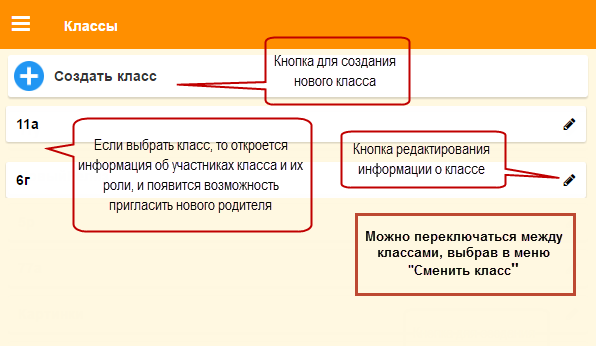 Классы
Кнопка для создания
нового класса
Создать класс
11а
Если выбрать класс, то откроется
информация об участниках класса и их
роли, и появится возможность
пригласить нового родителя
Кнопка редактирования
информации о классе
6г
Можно переключаться между
классами, выбрав в меню
"Сменить класс"